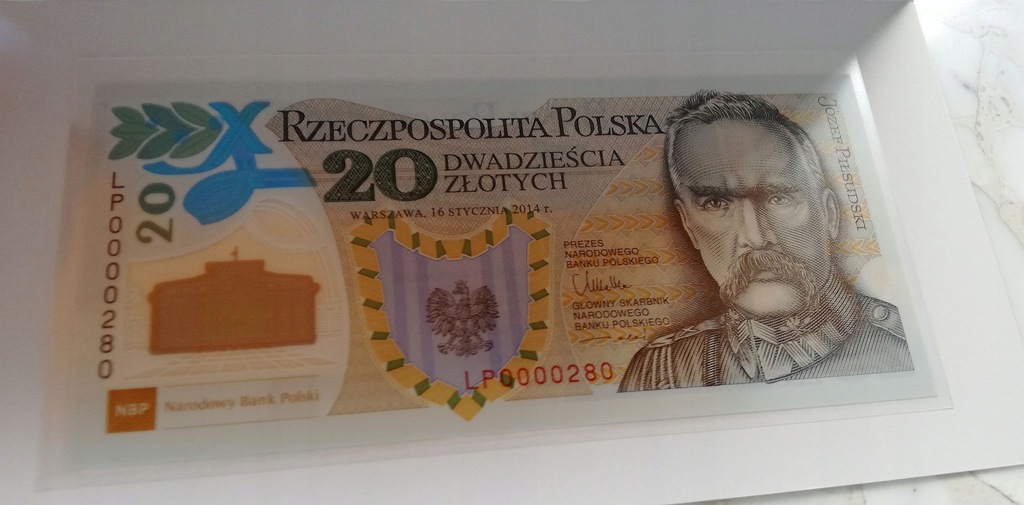 RZECZPOSPOLITA POLSKA
20 DWADZIEŚCIA
ZŁOTYCH
WARSZAWA, 16 STYCZNIA 2014 r.
JÓZEF PIŁSUDSKI
20
LP0000280
PREZES
NARODOWEGO
BANKU POLSKIEGO
GŁÓWNY SKARBNIK
NARODOWEGO
BANKU POLSKIEGO
LP0000280
NBP Narodowy Bank Polski